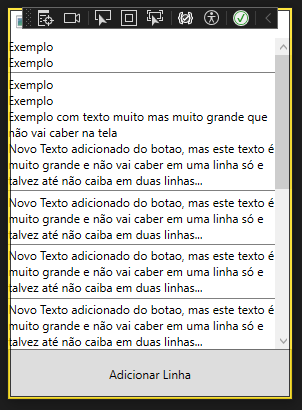 Exemplo
Exemplo
Exemplo
Exemplo
Exemplo com texto muito mas muito grande que
não vai caber na tela
Novo Texto adicionado do botao, mas este texto é
muito grande e não vai caber em uma linha só e
talvez até não caiba em duas linhas...
Novo Texto adicionado do botao, mas este texto é
muito grande e não vai caber em uma linha só e
talvez até não caiba em duas linhas...
Novo Texto adicionado do botao, mas este texto é
muito grande e não vai caber em uma linha só e
talvez até não caiba em duas linhas...
Novo Texto adicionado do botao, mas este texto é
muito grande e não vai caber em uma linha só e
talvez até não caiba em duas linhas...
Adicionar Linha